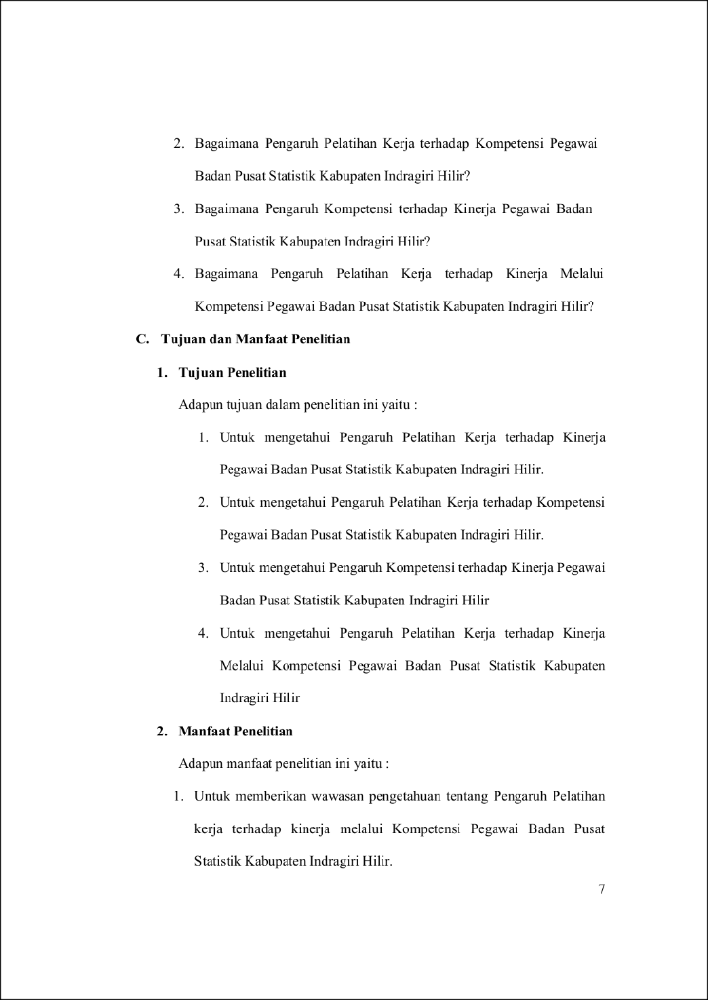 2. Bagaimana Pengaruh Pelatihan Kerja terhadap Kompetensi Pegawai
Badan Pusat Statistik Kabupaten Indragiri Hilir?
3. Bagaimana Pengaruh Kompetensi terhadap Kinerja Pegawai Badan
Pusat Statistik Kabupaten Indragiri Hilir?
4. Bagaimana Pengaruh Pelatihan Kerja terhadap Kinerja Melalui
Kompetensi Pegawai Badan Pusat Statistik Kabupaten Indragiri Hilir?
C. Tujuan dan Manfaat Penelitian
1. Tujuan Penelitian
Adapun tujuan dalam penelitian ini yaitu :
1. Untuk mengetahui Pengaruh Pelatihan Kerja terhadap Kinerja
Pegawai Badan Pusat Statistik Kabupaten Indragiri Hilir.
2. Untuk mengetahui Pengaruh Pelatihan Kerja terhadap Kompetensi
Pegawai Badan Pusat Statistik Kabupaten Indragiri Hilir.
3. Untuk mengetahui Pengaruh Kompetensi terhadap Kinerja Pegawai
Badan Pusat Statistik Kabupaten Indragiri Hilir
4. Untuk mengetahui Pengaruh Pelatihan Kerja terhadap Kinerja
Melalui Kompetensi Pegawai Badan Pusat Statistik Kabupaten
Indragiri Hilir
2. Manfaat Penelitian
Adapun manfaat penelitian ini yaitu :
1. Untuk memberikan wawasan pengetahuan tentang Pengaruh Pelatihan
kerja terhadap kinerja melalui Kompetensi Pegawai Badan Pusat
Statistik Kabupaten Indragiri Hilir.
7